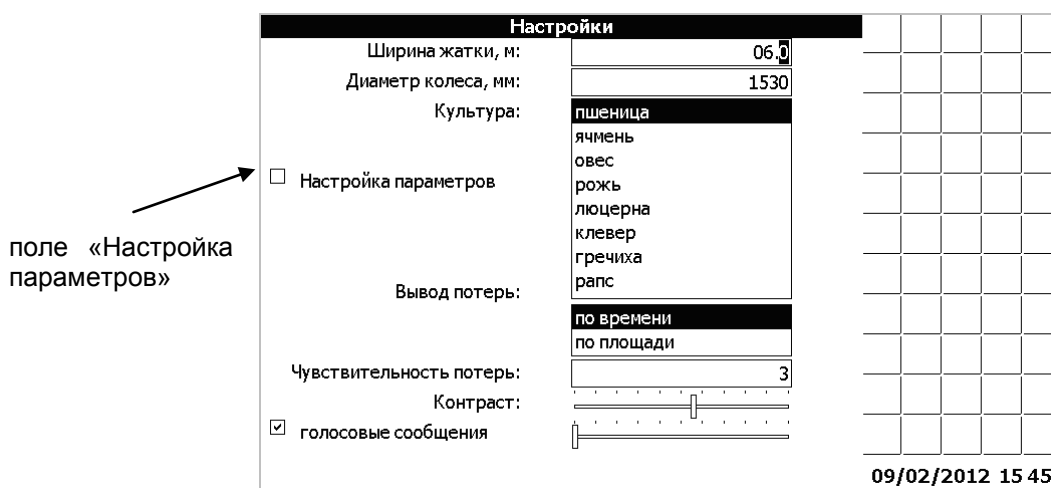 Настройки
Ширина жатки, м: 06.0
Диаметр колеса, мм: 1530
Культура: пшеница
ячмень
овес
Настройка параметров рожь
люцерна
клевер
поле «Настройка
параметров»
гречиха
рапс
Вывод потерь:
по времени
по площади
Чувствительность потерь: 3
Контраст:
голосовые сообщения
09/02/2012 15 45